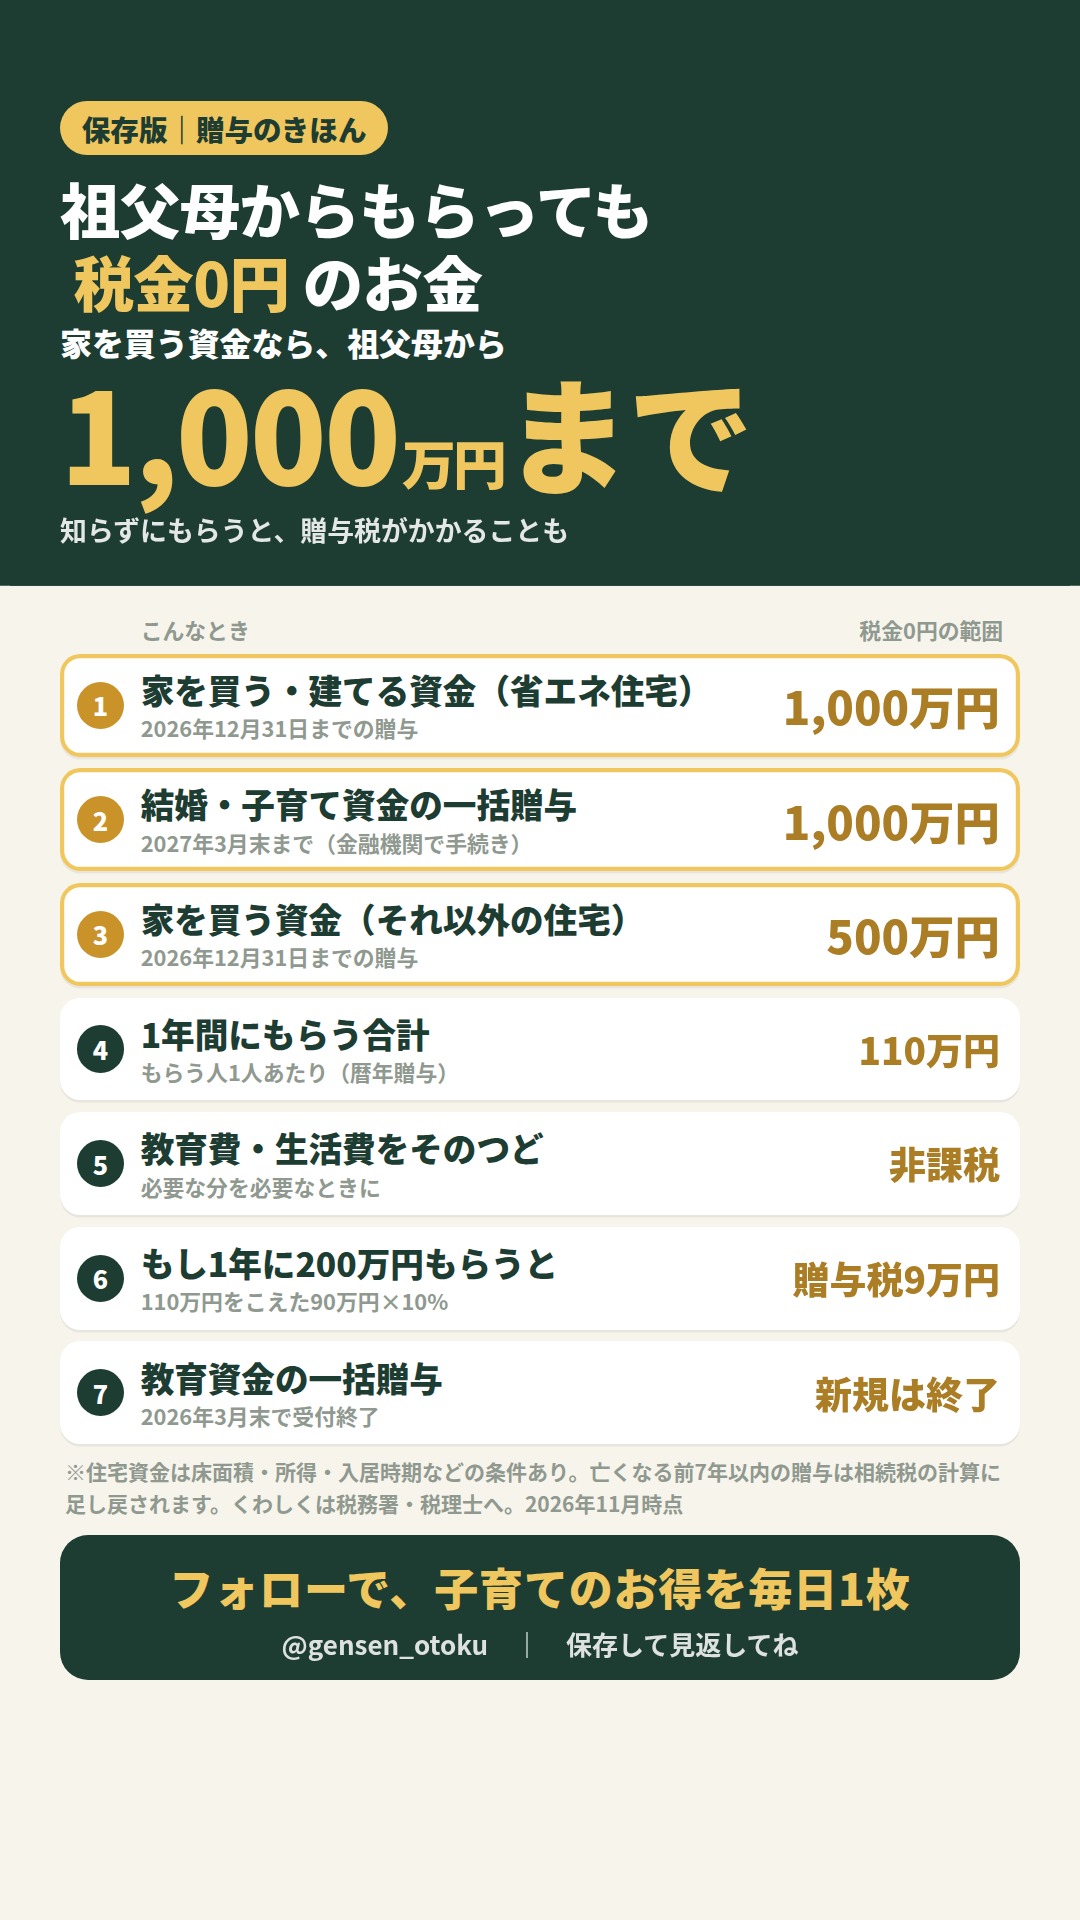 保存版｜贈与のきほん
祖父母からもらっても
税金0円 のお金
家を買う資金なら、祖父母から
1,000万円まで
知らずにもらうと、贈与税がかかることも
こんなとき 税金0円の範囲
1 家を買う・建てる資金（省エネ住宅） 1,000万円
2026年12月31日までの贈与
2 結婚・子育て資金の一括贈与 1,000万円
2027年3月末まで（金融機関で手続き）
3 家を買う資金（それ以外の住宅） 500万円
2026年12月31日までの贈与
4 1年間にもらう合計 110万円
もらう人1人あたり（暦年贈与）
5 教育費・生活費をそのつど 非課税
必要な分を必要なときに
6 もし1年に200万円もらうと 贈与税9万円
110万円をこえた90万円×10%
7 教育資金の一括贈与 新規は終了
2026年3月末で受付終了
※住宅資金は床面積・所得・入居時期などの条件あり。亡くなる前7年以内の贈与は相続税の計算に
足し戻されます。くわしくは税務署・税理士へ。2026年11月時点
フォローで、子育てのお得を毎日1枚
@gensen_otoku ｜ 保存して見返してね